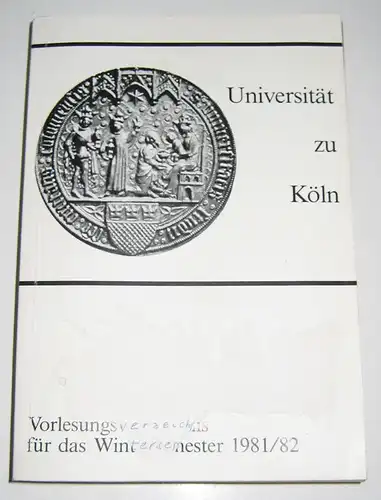 Universität
zu
Köln
Vorlesungsverzeichnis
für das Wintersemester 1981/82